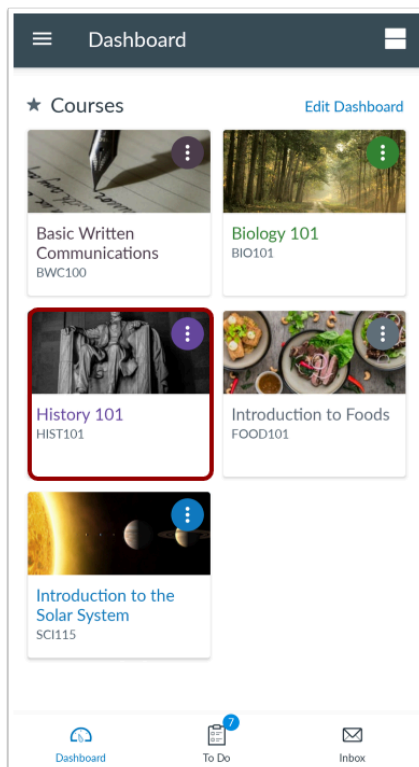 Dashboard
Courses
Edit Dashboard
Basic Written
Communications
BWC100
Biology 101
BIO101
History 101
HIST101
Introduction to Foods
FOOD101
Introduction to the
Solar System
SCI115
7
Dashboard
To Do
Inbox